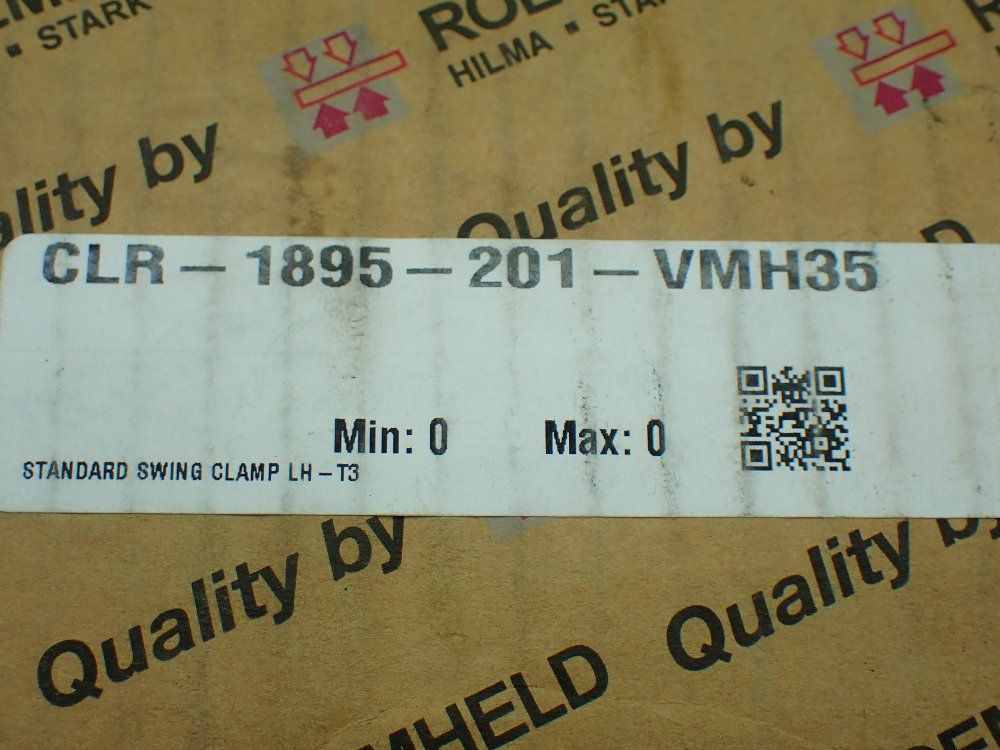 STARK
HILMA ▪ STAR
Quality by
Quality by
CLR – 1895 – 201 – VMH35
Min: 0 Max: 0
STANDARD SWING CLAMP LH – T3
Quality by
Quality by
MHELD